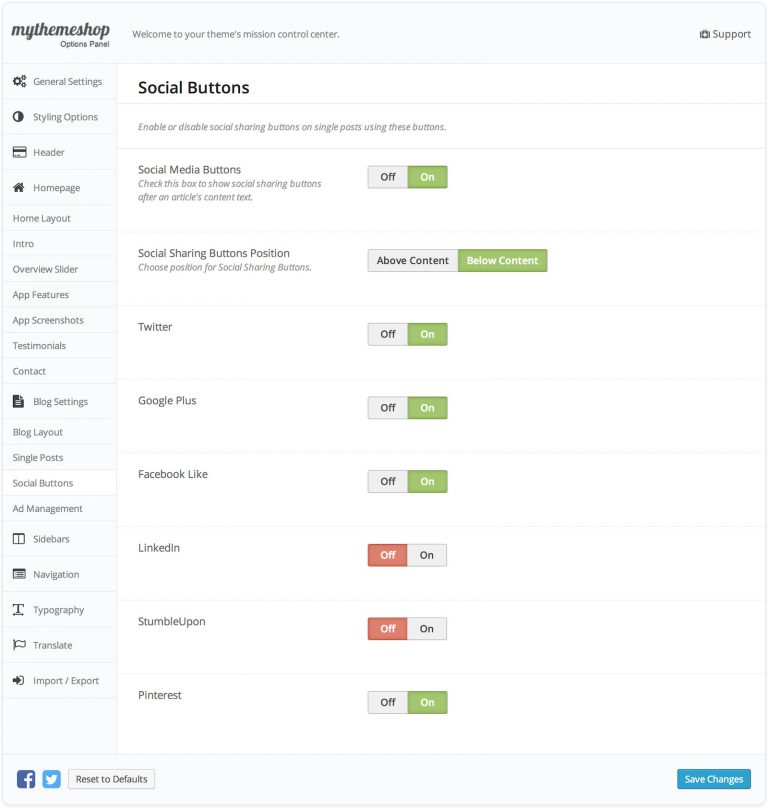 mythemeshop
Options Panel
Welcome to your theme's mission control center.
Support
General Settings
Styling Options
Header
Homepage
Home Layout
Intro
Overview Slider
App Features
App Screenshots
Testimonials
Contact
Blog Settings
Blog Layout
Single Posts
Social Buttons
Ad Management
Sidebars
Navigation
Typography
Translate
Import / Export
Social Buttons
Enable or disable social sharing buttons on single posts using these buttons.
Social Media Buttons
Check this box to show social sharing buttons
after an article's content text.
Off On
Social Sharing Buttons Position
Choose position for Social Sharing Buttons.
Above Content Below Content
Twitter
Off On
Google Plus
Off On
Facebook Like
Off On
LinkedIn
Off On
StumbleUpon
Off On
Pinterest
Off On
Reset to Defaults
Save Changes